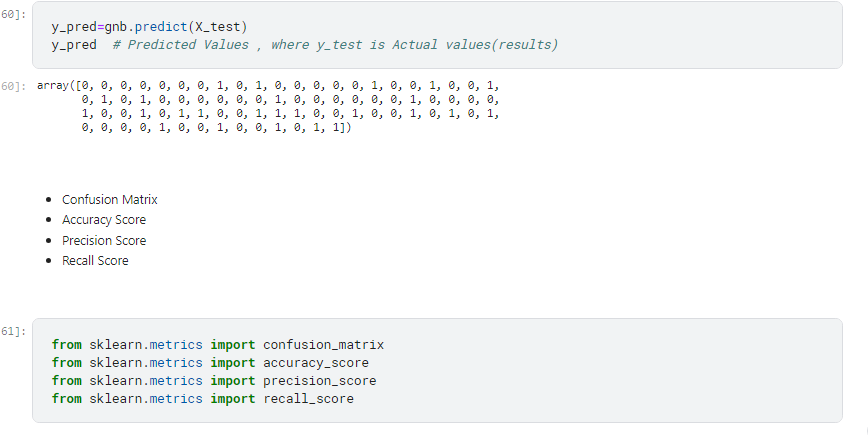 60]:
y_pred=gnb.predict(X_test)
y_pred  # Predicted Values , where y_test is Actual values(results)
60]:
array([0, 0, 0, 0, 0, 0, 0, 1, 0, 1, 0, 0, 0, 0, 0, 1, 0, 0, 1, 0, 0, 1,
0, 1, 0, 1, 0, 0, 0, 0, 0, 0, 1, 0, 0, 0, 0, 0, 0, 1, 0, 0, 0, 0,
1, 0, 0, 1, 0, 1, 1, 0, 0, 1, 1, 1, 0, 0, 1, 0, 0, 1, 0, 1, 0, 1,
0, 0, 0, 0, 1, 0, 0, 1, 0, 0, 1, 0, 1, 1])
• Confusion Matrix
• Accuracy Score
• Precision Score
• Recall Score
61]:
from sklearn.metrics import confusion_matrix
from sklearn.metrics import accuracy_score
from sklearn.metrics import precision_score
from sklearn.metrics import recall_score